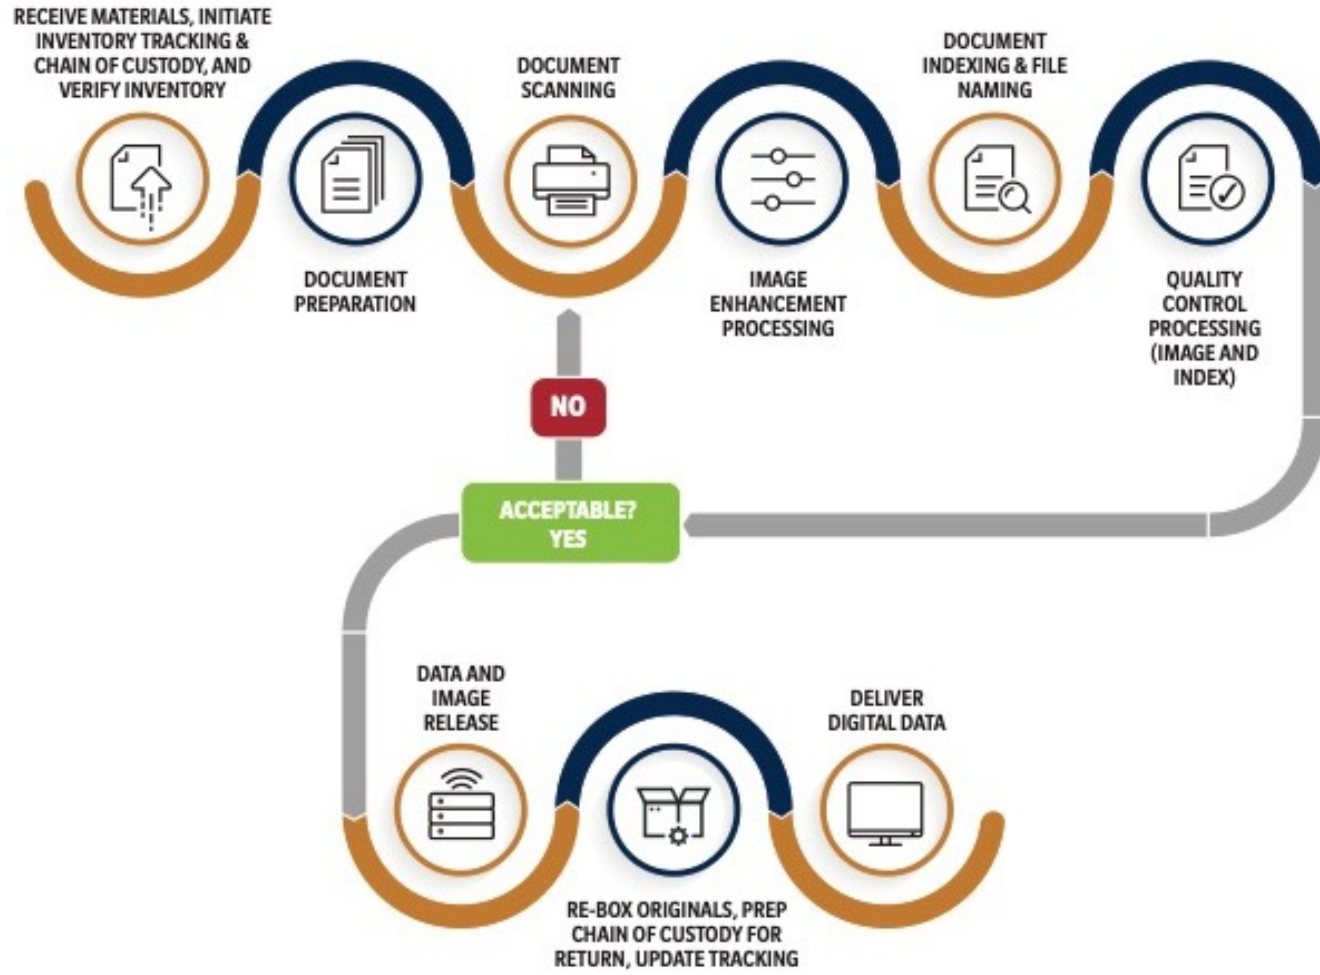 RECEIVE MATERIALS, INITIATE
INVENTORY TRACKING &
CHAIN OF CUSTODY, AND
VERIFY INVENTORY
DOCUMENT
PREPARATION
DOCUMENT
SCANNING
IMAGE
ENHANCEMENT
PROCESSING
DOCUMENT
INDEXING & FILE
NAMING
QUALITY
CONTROL
PROCESSING
(IMAGE AND
INDEX)
NO
ACCEPTABLE?
YES
DATA AND
IMAGE
RELEASE
RE-BOX ORIGINALS, PREP
CHAIN OF CUSTODY FOR
RETURN, UPDATE TRACKING
DELIVER
DIGITAL DATA